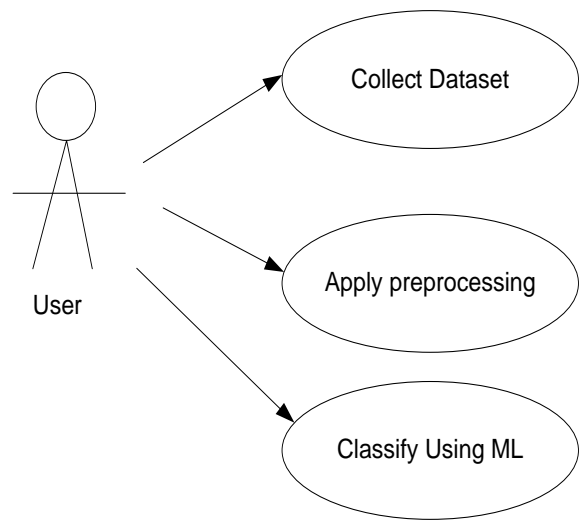 Collect Dataset
Apply preprocessing
User
Classify Using ML